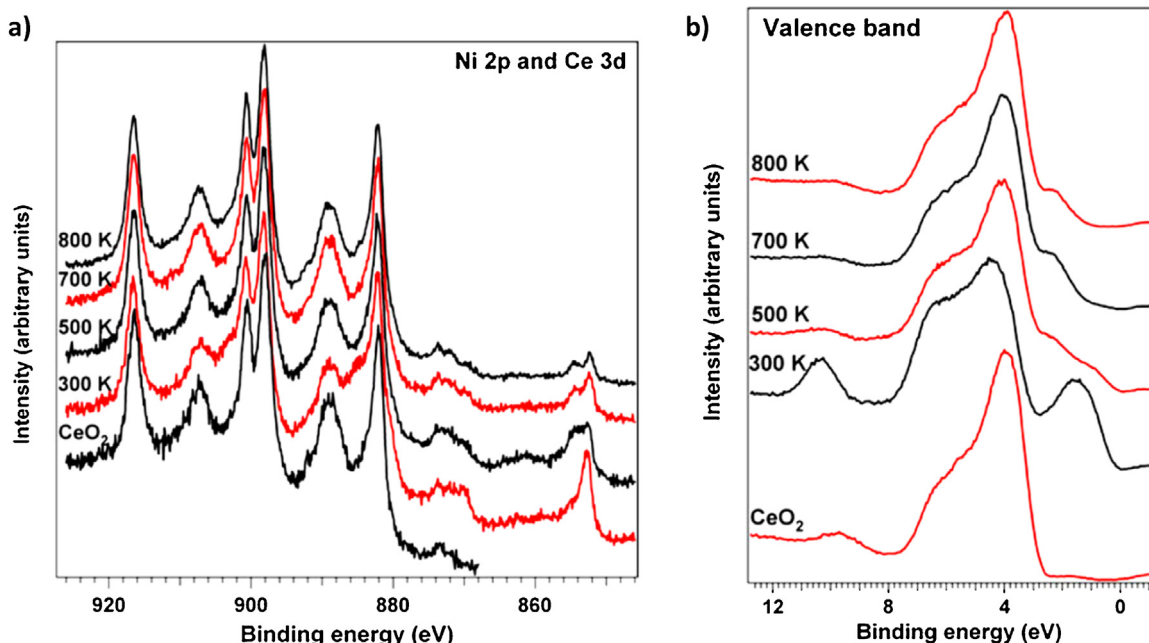 a)
Ni 2p and Ce 3d
Intensity (arbitrary units)
800 K
700 K
500 K
300 K
CeO₂
920 900 880 860
Binding energy (eV)
b)
Valence band
Intensity (arbitrary units)
800 K
700 K
500 K
300 K
CeO₂
12 8 4 0
Binding energy (eV)